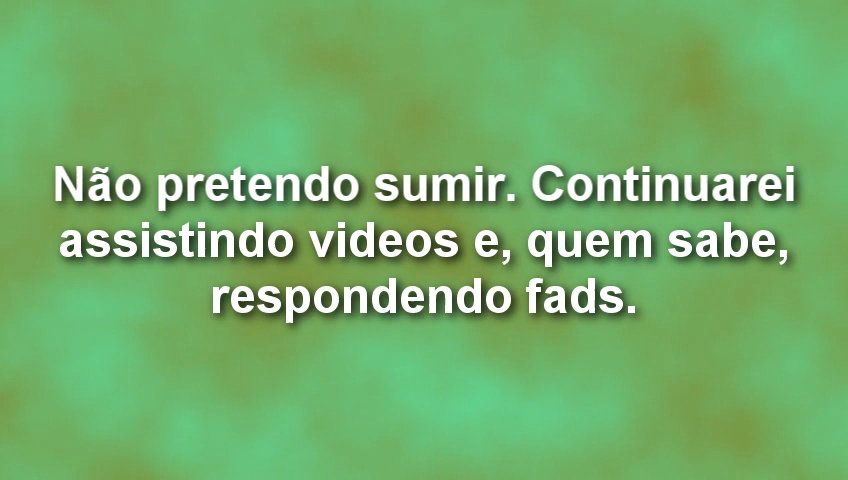 Não pretendo sumir. Continuarei
assistindo videos e, quem sabe,
respondendo fads.